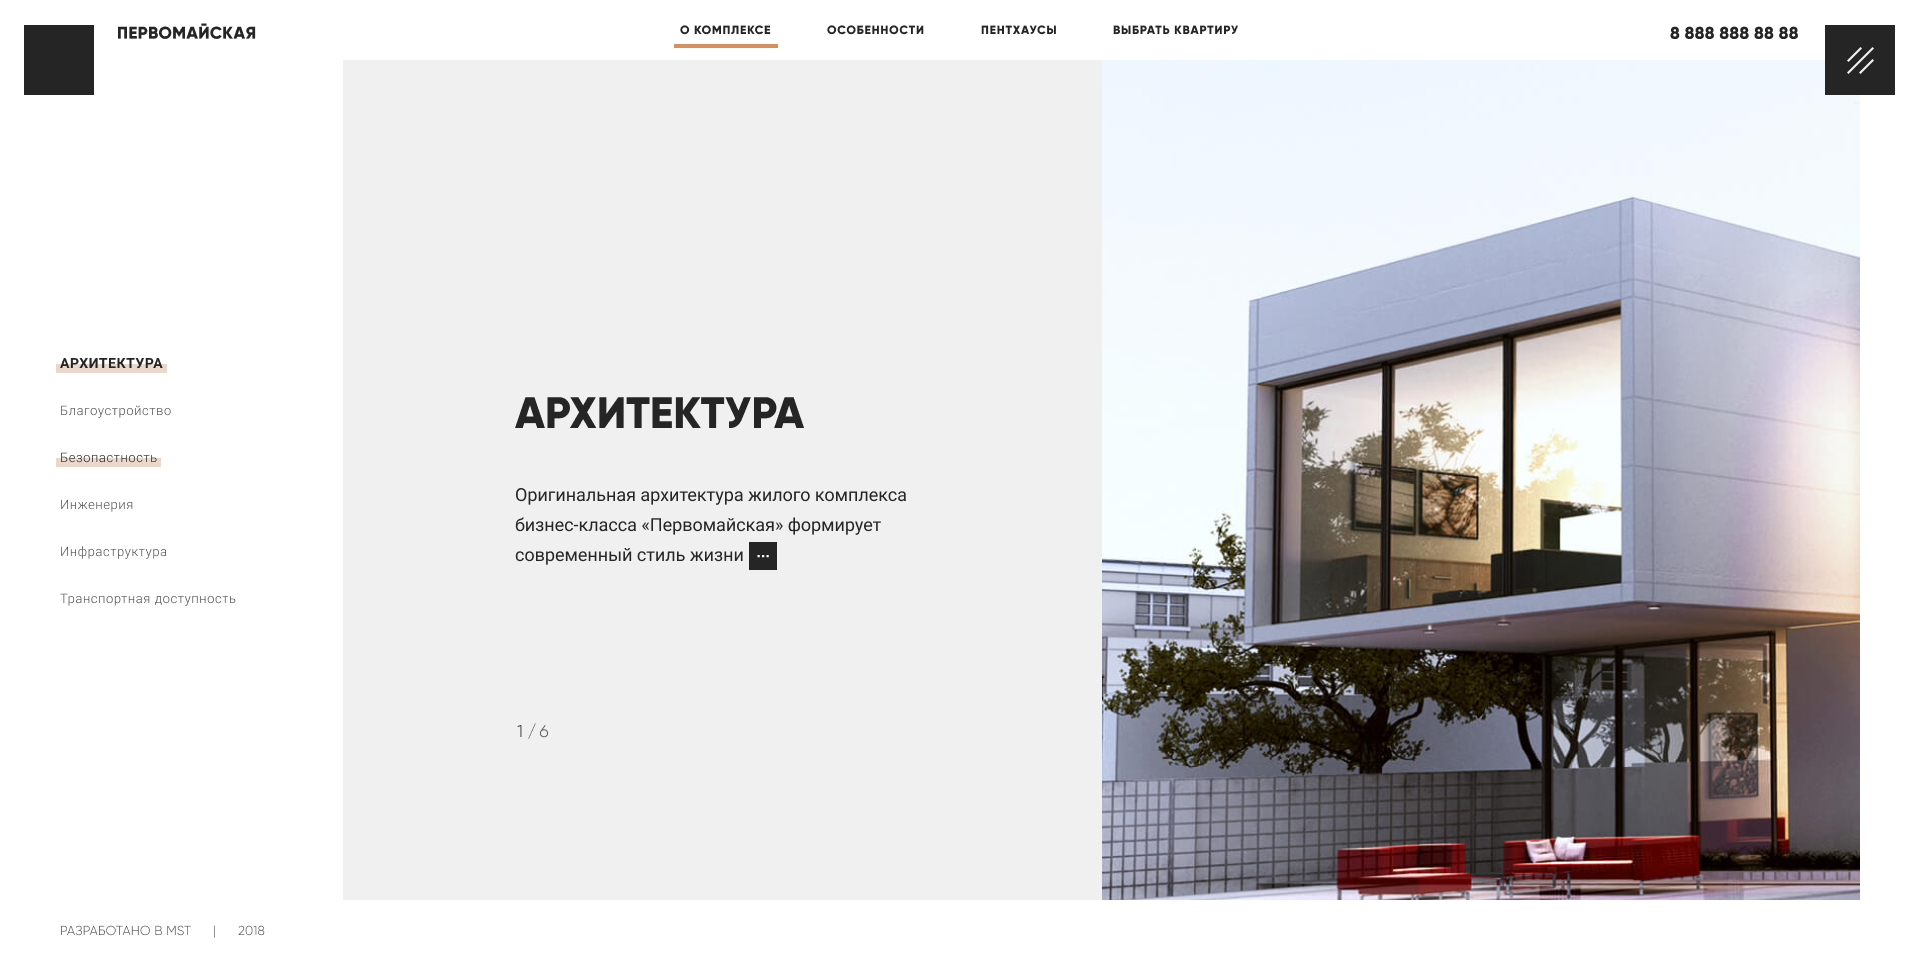 ПЕРВОМАЙСКАЯ
О КОМПЛЕКСЕ
ОСОБЕННОСТИ
ПЕНТХАУСЫ
ВЫБРАТЬ КВАРТИРУ
8 888 888 88 88
АРХИТЕКТУРА
Благоустройство
Безопастность
Инженерия
Инфраструктура
Транспортная доступность
АРХИТЕКТУРА
Оригинальная архитектура жилого комплекса
бизнес-класса «Первомайская» формирует
современный стиль жизни ...
1 / 6
РАЗРАБОТАНО В MST | 2018